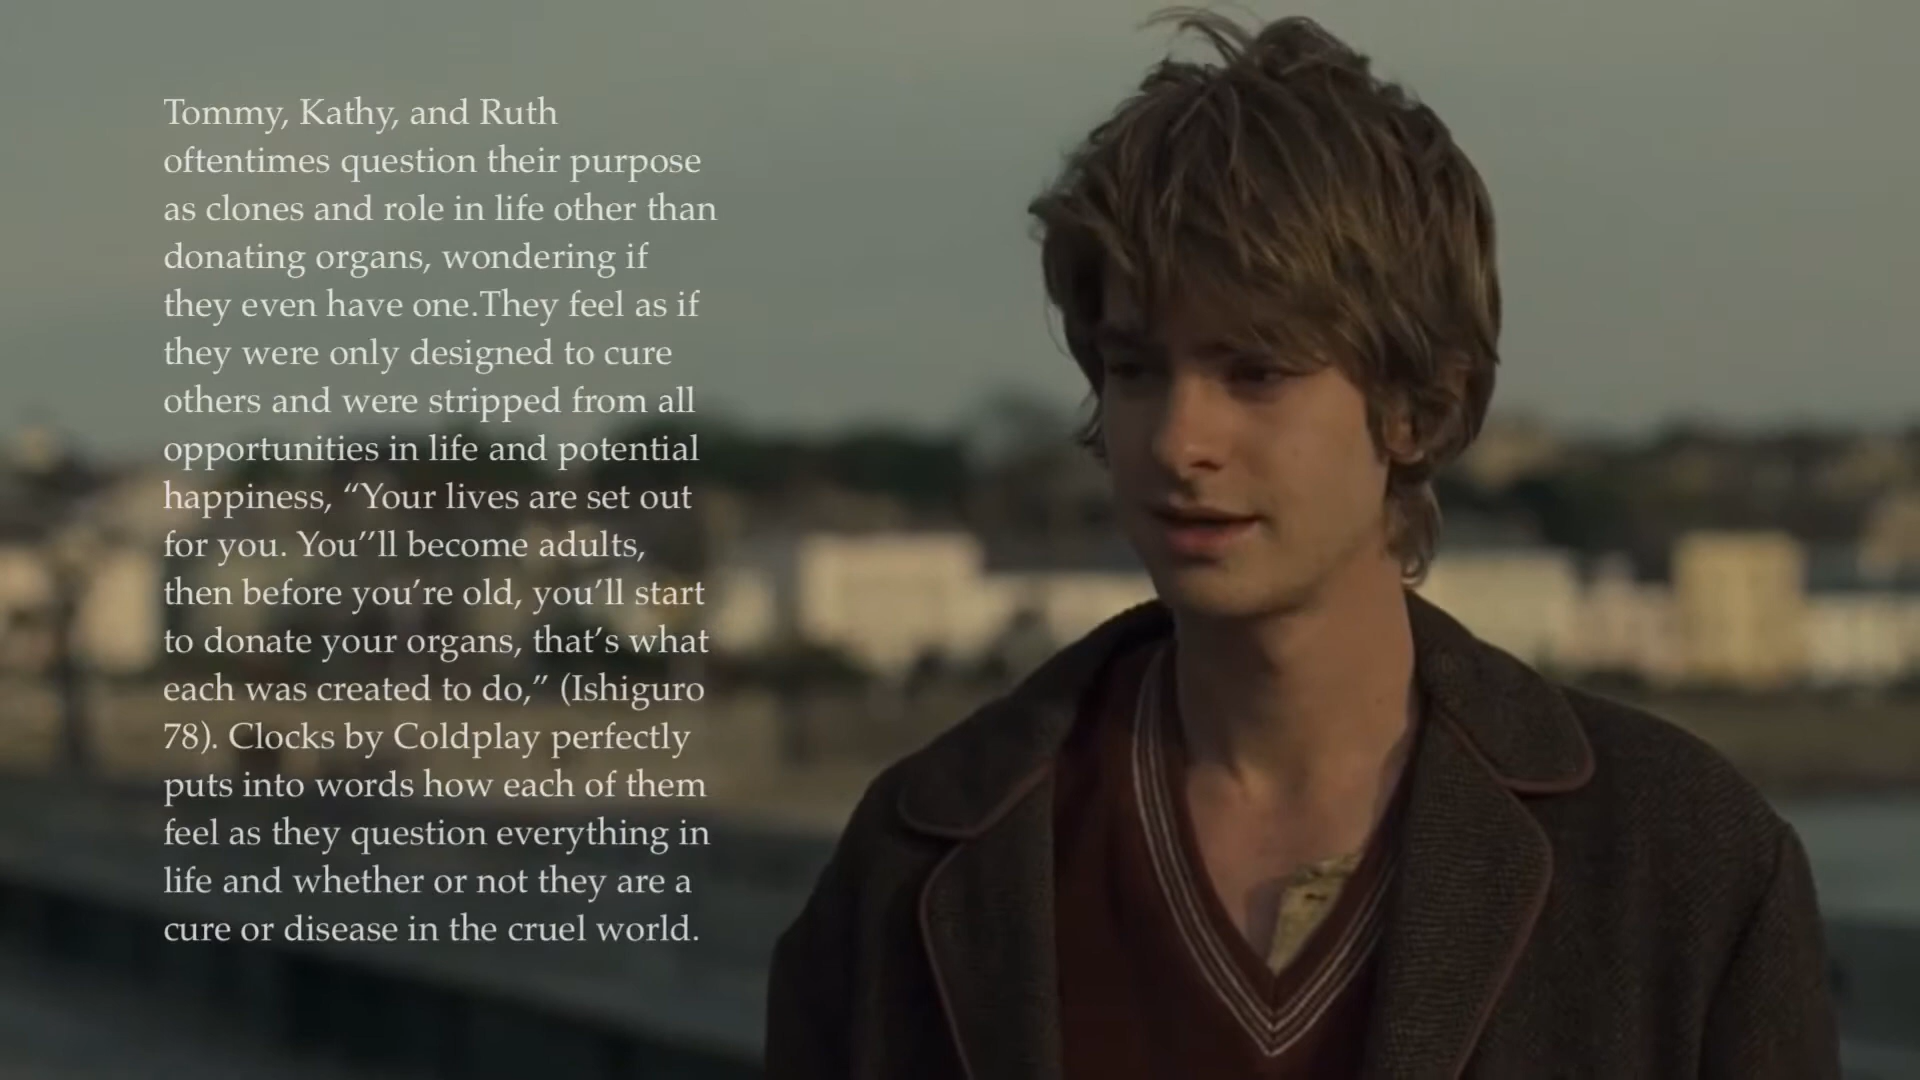 Tommy, Kathy, and Ruth
oftentimes question their purpose
as clones and role in life other than
donating organs, wondering if
they even have one.They feel as if
they were only designed to cure
others and were stripped from all
opportunities in life and potential
happiness, “Your lives are set out
for you. You’’ll become adults,
then before you’re old, you’ll start
to donate your organs, that’s what
each was created to do,” (Ishiguro
78). Clocks by Coldplay perfectly
puts into words how each of them
feel as they question everything in
life and whether or not they are a
cure or disease in the cruel world.